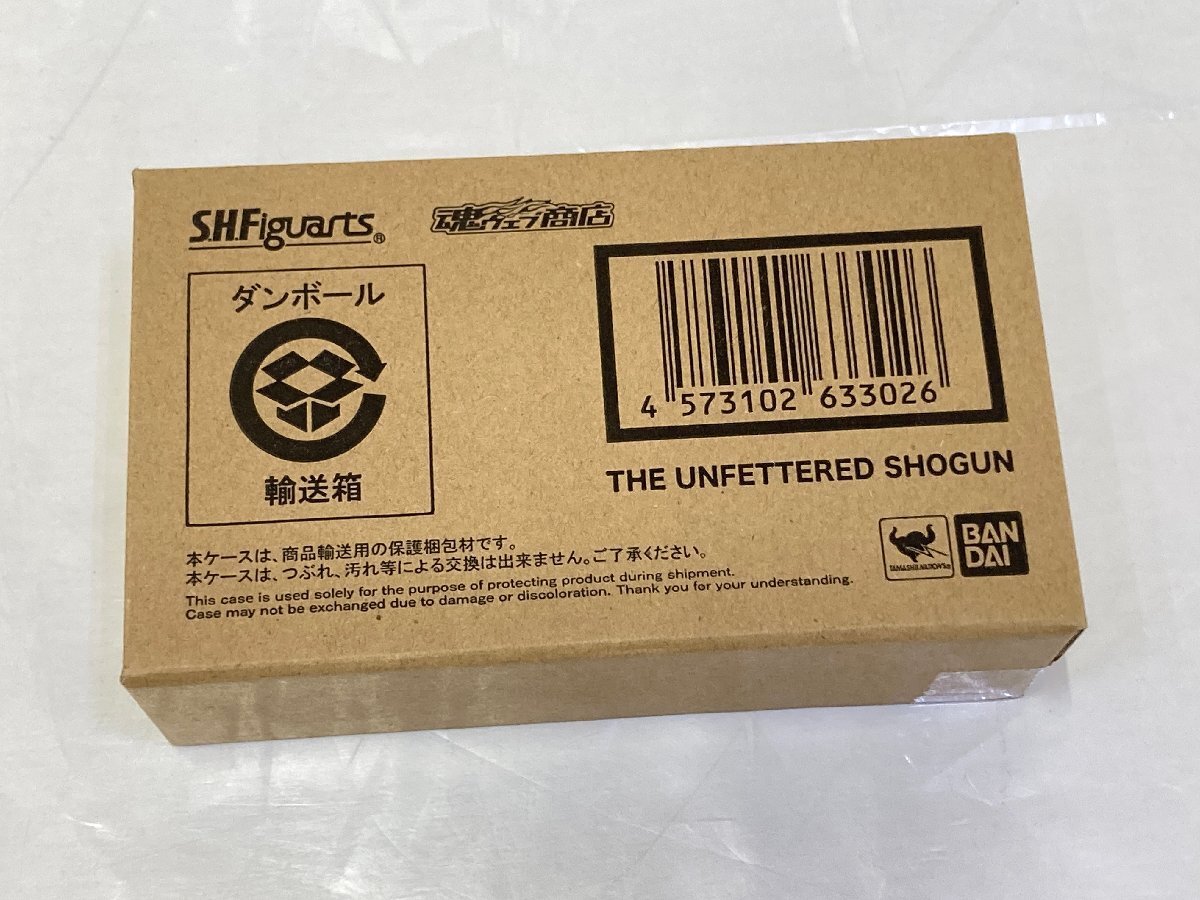 S.H.Figuarts®
魂ウェブ商店
ダンボール
輸送箱
4 573102 633026
THE UNFETTERED SHOGUN
本ケースは、商品輸送用の保護梱包材です。
本ケースは、つぶれ、汚れ等による交換は出来ません。ご了承ください。
This case is used solely for the purpose of protecting product during shipment.
Case may not be exchanged due to damage or discoloration. Thank you for your understanding.
TAMASHII NATIONS
BAN
DAI